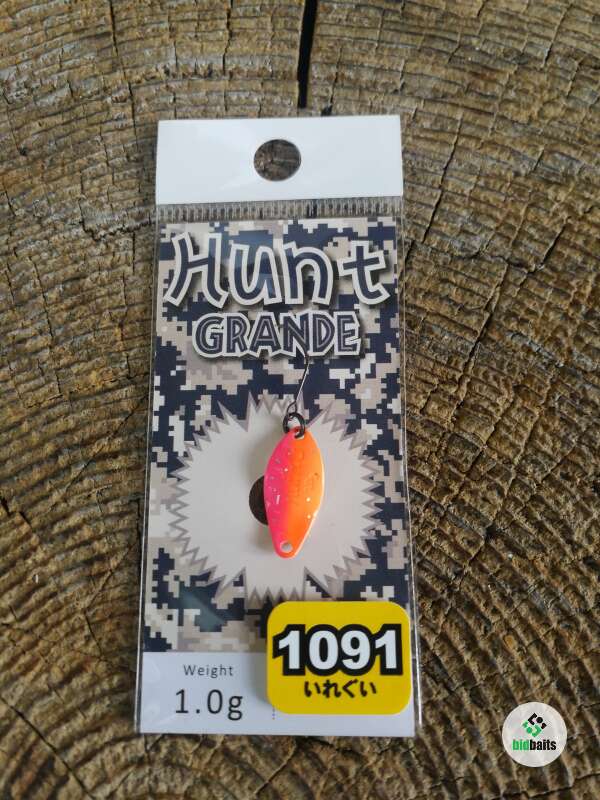 Hunt
GRANDE
Weight
1.0g
1091
いれぐい
bidbaits